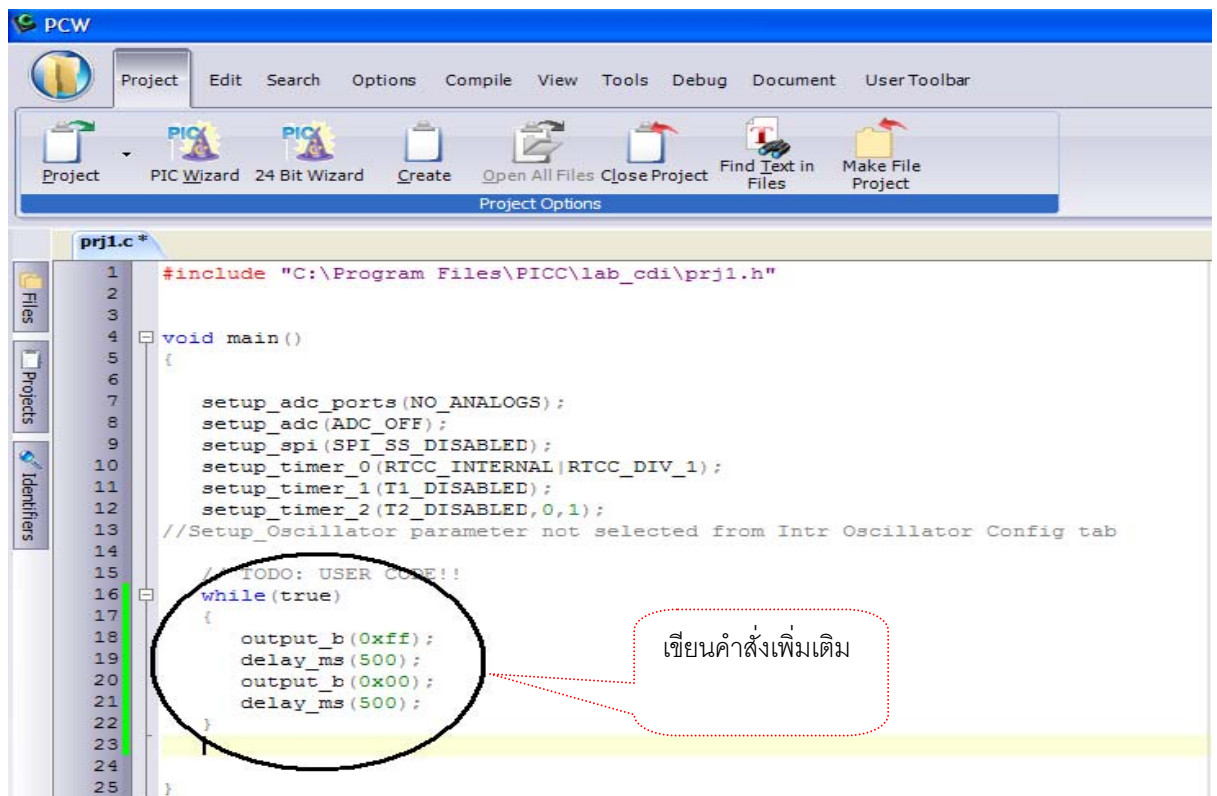 PCW
Project Edit Search Options Compile View Tools Debug Document User Toolbar
Project PIC Wizard 24 Bit Wizard Create Open All Files Close Project Find Text in Files Make File Project
Project Options
prj1.c *
Files
Projects
Identifiers
1 #include "C:\Program Files\PICC\lab_cdi\prj1.h"
2
3
4 void main()
5 {
6
7 setup_adc_ports(NO_ANALOGS);
8 setup_adc(ADC_OFF);
9 setup_spi(SPI_SS_DISABLED);
10 setup_timer_0(RTCC_INTERNAL|RTCC_DIV_1);
11 setup_timer_1(T1_DISABLED);
12 setup_timer_2(T2_DISABLED,0,1);
13 //Setup_Oscillator parameter not selected from Intr Oscillator Config tab
14
15 // TODO: USER CODE!!
16 while(true)
17 {
18 output_b(0xff);
19 delay_ms(500);
20 output_b(0x00);
21 delay_ms(500);
22 }
23
24
25 }
เขียนคำสั่งเพิ่มเติม